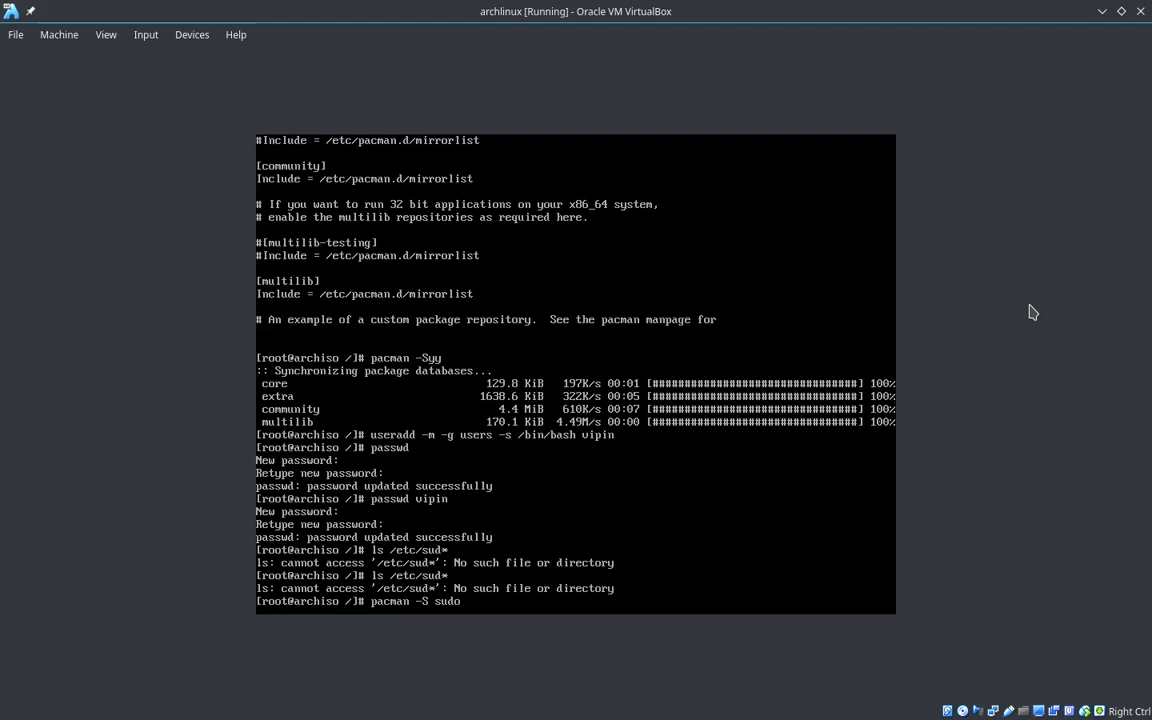 archlinux [Running] - Oracle VM VirtualBox
File Machine View Input Devices Help
#Include = /etc/pacman.d/mirrorlist
[community]
Include = /etc/pacman.d/mirrorlist
# If you want to run 32 bit applications on your x86_64 system,
# enable the multilib repositories as required here.
#[multilib-testing]
#Include = /etc/pacman.d/mirrorlist
[multilib]
Include = /etc/pacman.d/mirrorlist
# An example of a custom package repository.  See the pacman manpage for
[root@archiso /]# pacman -Syy
:: Synchronizing package databases...
core 129.8 KiB 197K/s 00:01 [################################] 100%
extra 1638.6 KiB 322K/s 00:05 [################################] 100%
community 4.4 MiB 610K/s 00:07 [################################] 100%
multilib 170.1 KiB 4.49M/s 00:00 [################################] 100%
[root@archiso /]# useradd -m -g users -s /bin/bash vipin
[root@archiso /]# passwd
New password:
Retype new password:
passwd: password updated successfully
[root@archiso /]# passwd vipin
New password:
Retype new password:
passwd: password updated successfully
[root@archiso /]# ls /etc/sud*
ls: cannot access '/etc/sud*': No such file or directory
[root@archiso /]# ls /etc/sud*
ls: cannot access '/etc/sud*': No such file or directory
[root@archiso /]# pacman -S sudo
Right Ctrl